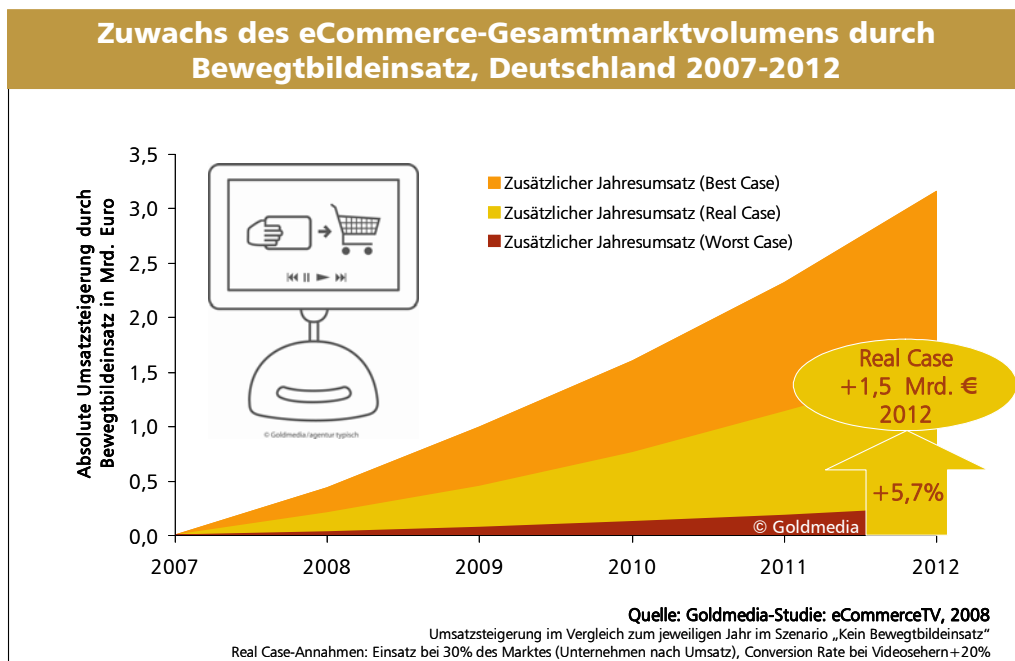 Zuwachs des eCommerce-Gesamtmarktvolumens durch
Bewegtbildeinsatz, Deutschland 2007-2012
Absolute Umsatzsteigerung durch
Bewegtbildeinsatz in Mrd. Euro
3,5
3,0
2,5
2,0
1,5
1,0
0,5
0,0
© Goldmedia/agentur typisch
Zusätzlicher Jahresumsatz (Best Case)
Zusätzlicher Jahresumsatz (Real Case)
Zusätzlicher Jahresumsatz (Worst Case)
Real Case
+1,5 Mrd. €
2012
+5,7%
© Goldmedia
2007 2008 2009 2010 2011 2012
Quelle: Goldmedia-Studie: eCommerceTV, 2008
Umsatzsteigerung im Vergleich zum jeweiligen Jahr im Szenario „Kein Bewegtbildeinsatz“
Real Case-Annahmen: Einsatz bei 30% des Marktes (Unternehmen nach Umsatz), Conversion Rate bei Videosehern+20%